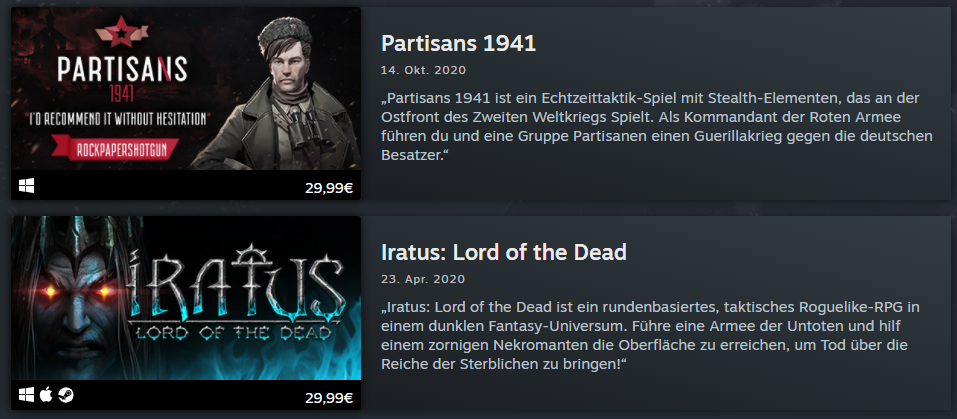 PARTISANS
1941
"I'D RECOMMEND IT WITHOUT HESITATION"
ROCKPAPERSHOTGUN
29,99€
Partisans 1941
14. Okt. 2020
„Partisans 1941 ist ein Echtzeittaktik-Spiel mit Stealth-Elementen, das an der
Ostfront des Zweiten Weltkriegs Spielt. Als Kommandant der Roten Armee
führen du und eine Gruppe Partisanen einen Guerillakrieg gegen die deutschen
Besatzer.“
IRATUS
LORD OF THE DEAD
29,99€
Iratus: Lord of the Dead
23. Apr. 2020
„Iratus: Lord of the Dead ist ein rundenbasiertes, taktisches Roguelike-RPG in
einem dunklen Fantasy-Universum. Führe eine Armee der Untoten und hilf
einem zornigen Nekromanten die Oberfläche zu erreichen, um Tod über die
Reiche der Sterblichen zu bringen!“